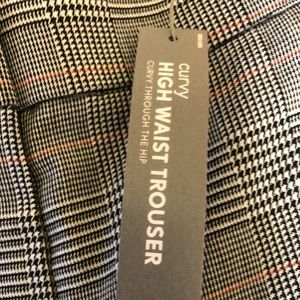 curvy
HIGH WAIST TROUSER
CURVY THROUGH THE HIP